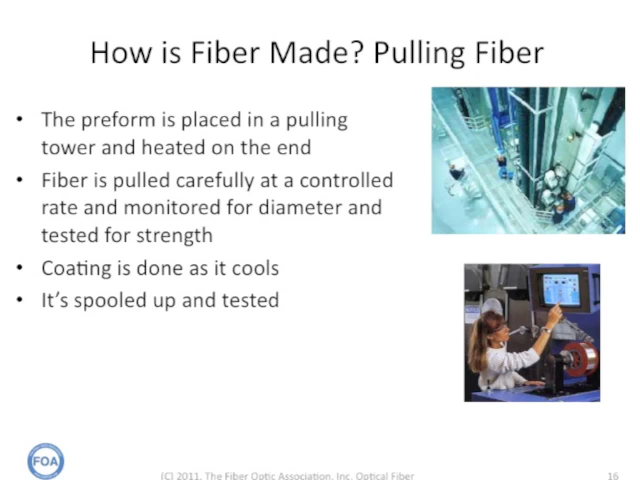 How is Fiber Made? Pulling Fiber
• The preform is placed in a pulling
tower and heated on the end
• Fiber is pulled carefully at a controlled
rate and monitored for diameter and
tested for strength
• Coating is done as it cools
• It’s spooled up and tested
FOA
(C) 2011, The Fiber Optic Association, Inc. Optical Fiber
16